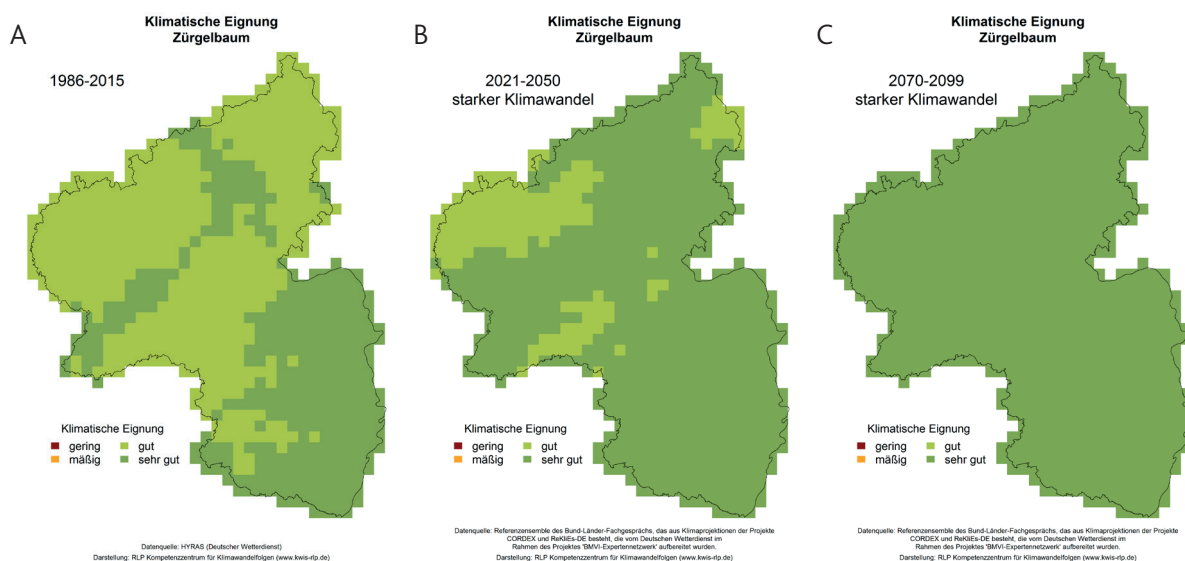 A
Klimatische Eignung
Zürgelbaum
1986-2015
Klimatische Eignung
gering
gut
mäßig
sehr gut
Datenquelle: HYRAS (Deutscher Wetterdienst)
Darstellung: RLP Kompetenzzentrum für Klimawandelfolgen (www.kwis-rlp.de)
B
Klimatische Eignung
Zürgelbaum
2021-2050
starker Klimawandel
Klimatische Eignung
gering
gut
mäßig
sehr gut
Datenquelle: Referenzensemble des Bund-Länder-Fachgesprächs, das aus Klimaprojektionen der Projekte
CORDEX und ReKliEs-DE besteht, die vom Deutschen Wetterdienst im
Rahmen des Projektes 'BMVI-Expertennetzwerk' aufbereitet wurden.
Darstellung: RLP Kompetenzzentrum für Klimawandelfolgen (www.kwis-rlp.de)
C
Klimatische Eignung
Zürgelbaum
2070-2099
starker Klimawandel
Klimatische Eignung
gering
gut
mäßig
sehr gut
Datenquelle: Referenzensemble des Bund-Länder-Fachgesprächs, das aus Klimaprojektionen der Projekte
CORDEX und ReKliEs-DE besteht, die vom Deutschen Wetterdienst im
Rahmen des Projektes 'BMVI-Expertennetzwerk' aufbereitet wurden.
Darstellung: RLP Kompetenzzentrum für Klimawandelfolgen (www.kwis-rlp.de)